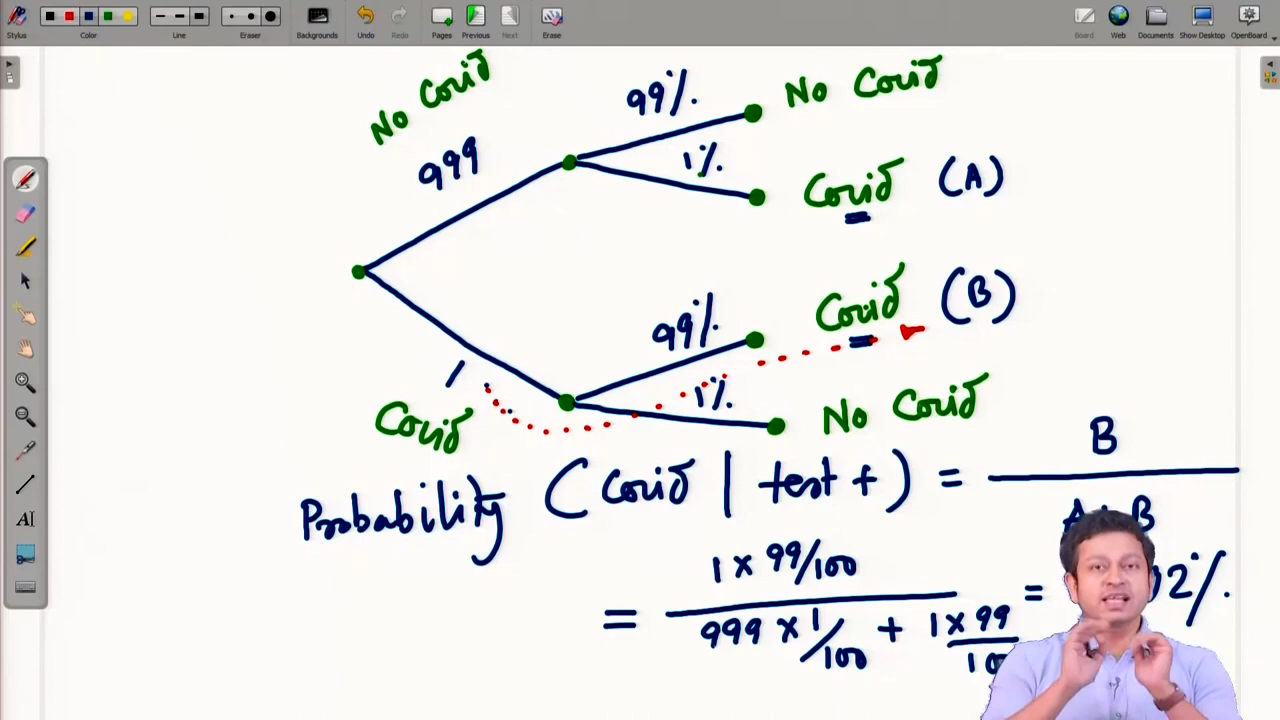 Stylus Color Line Eraser Backgrounds Undo Redo Pages Previous Next Erase Board Web Documents Show Desktop OpenBoard
No Covid 99% No Covid
999 1% Covid (A)
99% Covid (B)
1 1% No Covid
Covid
Probability (Covid | test +) = B
A+B
= 1 × 99/100
999 × 1/100 + 1 × 99 = 2%.
AI